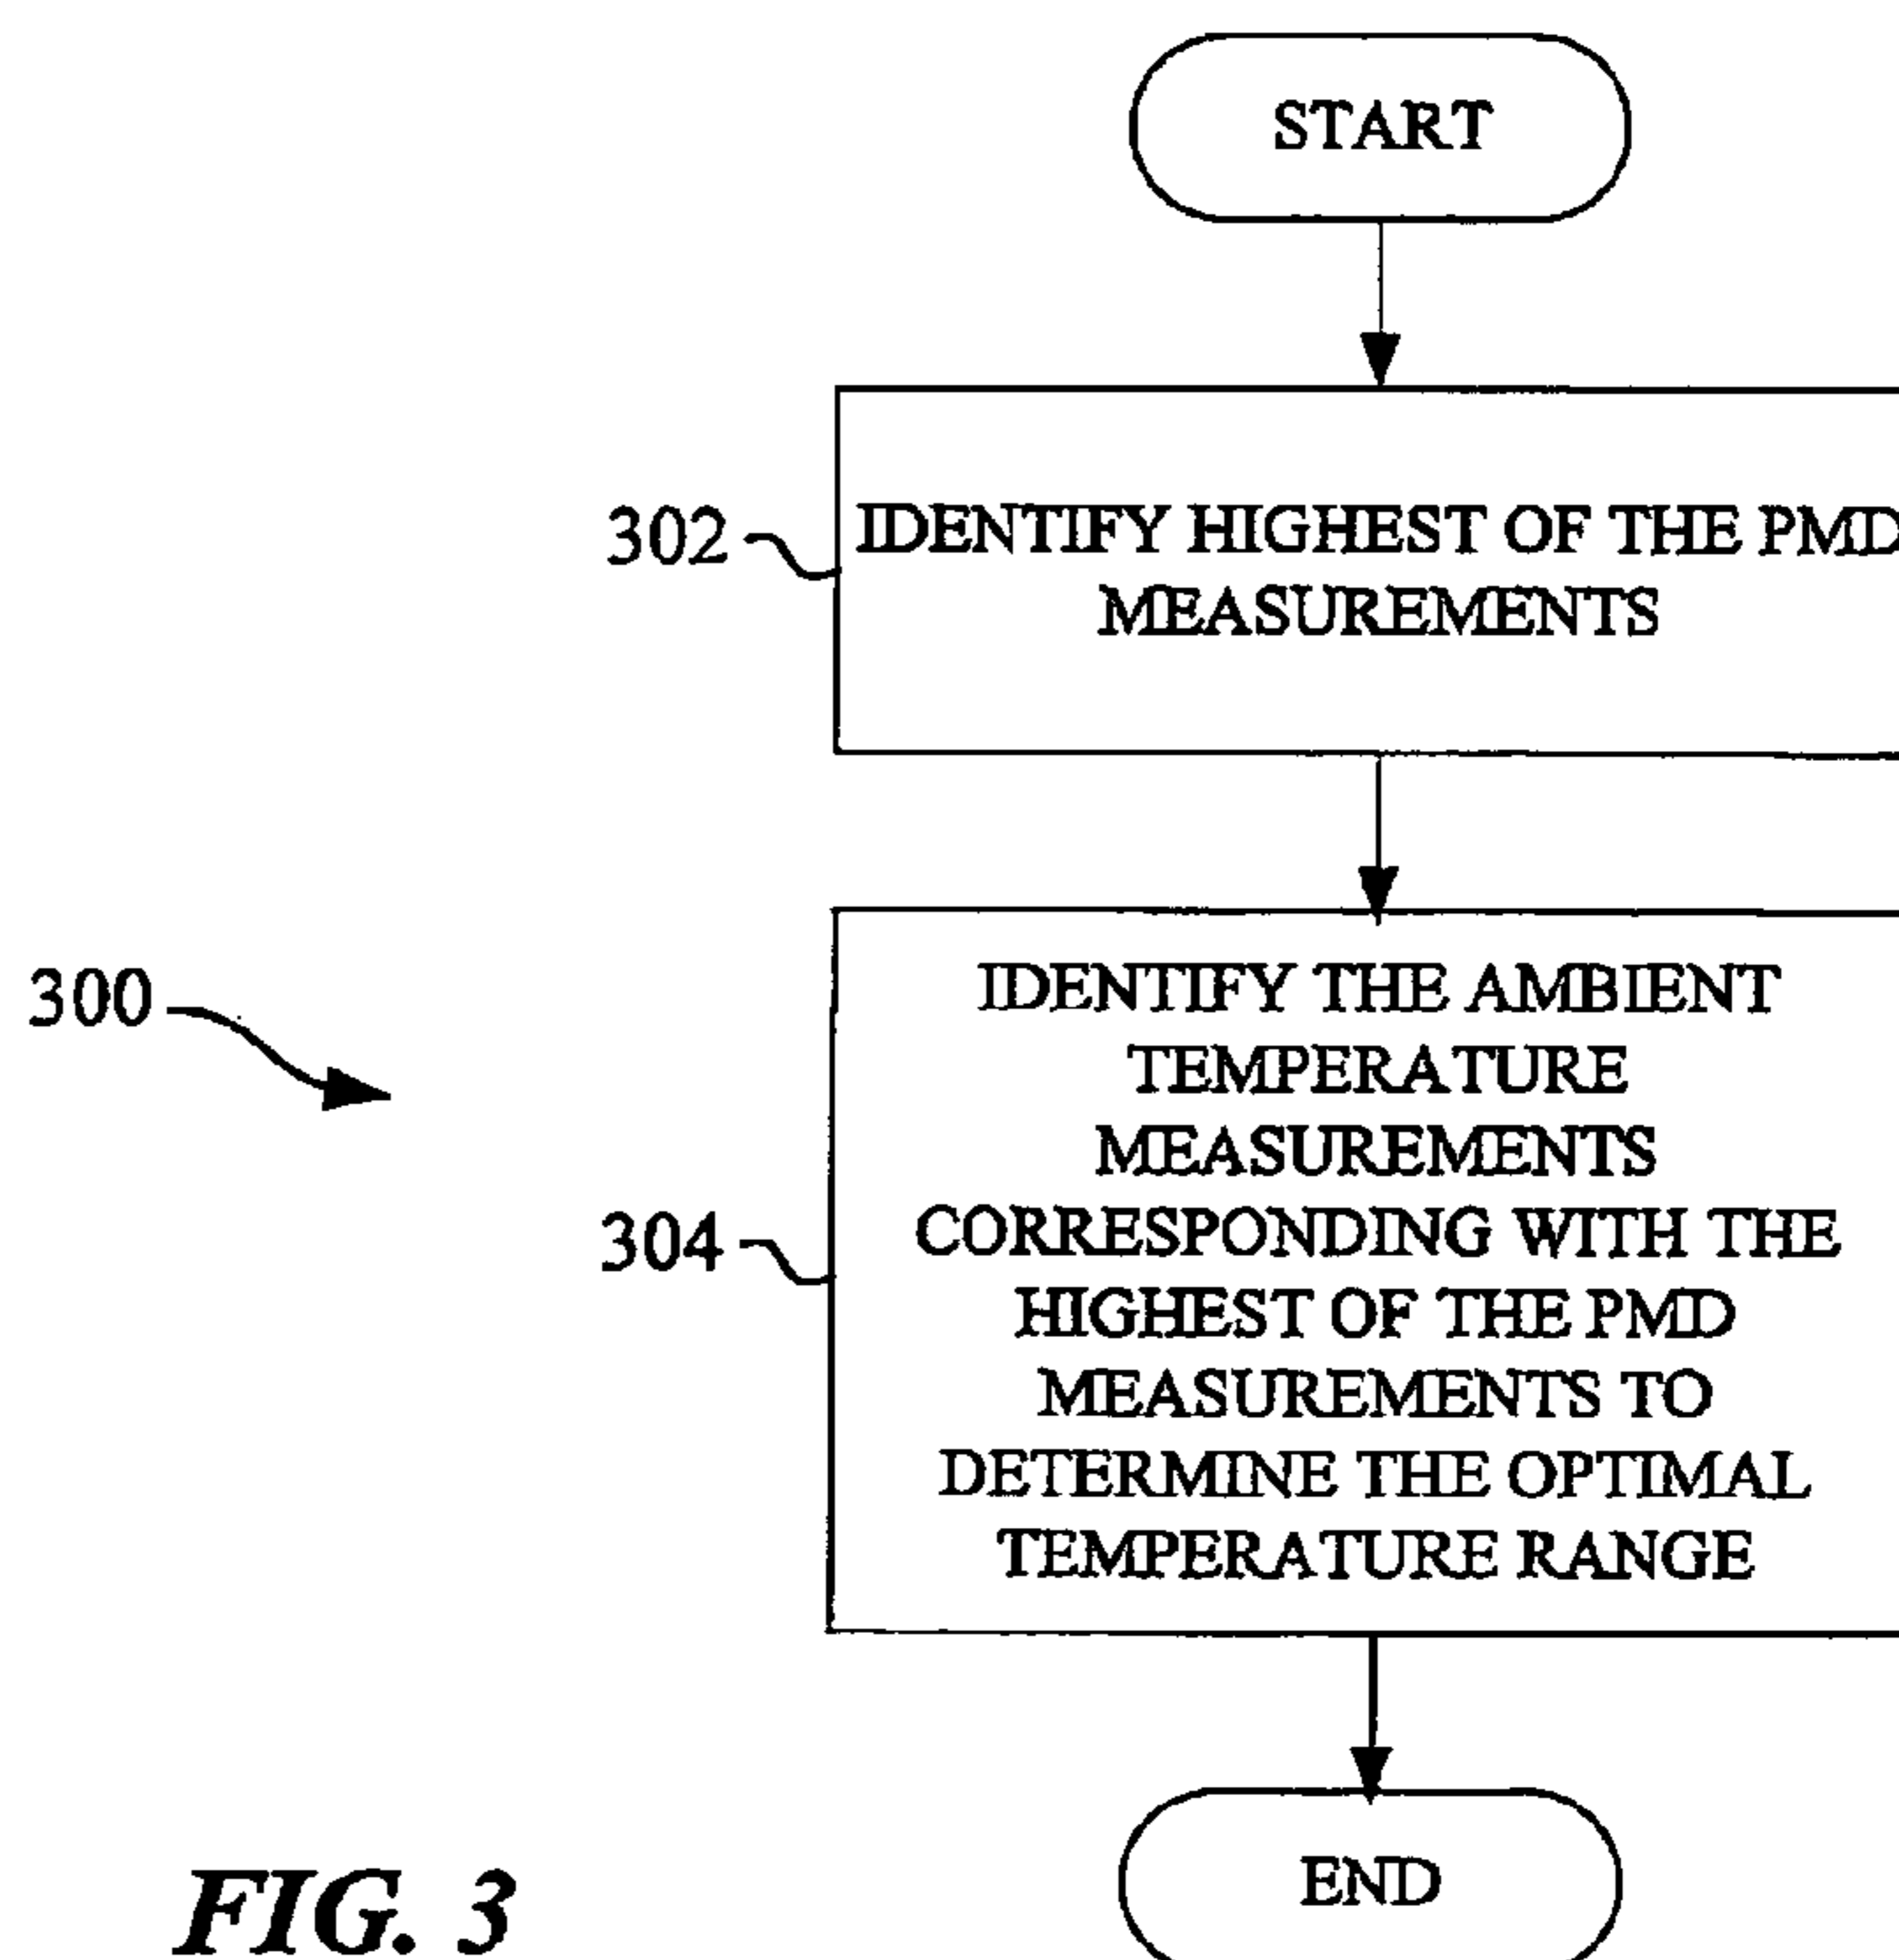 START
302
IDENTIFY HIGHEST OF THE PMD
MEASUREMENTS
300
304
IDENTIFY THE AMBIENT
TEMPERATURE
MEASUREMENTS
CORRESPONDING WITH THE
HIGHEST OF THE PMD
MEASUREMENTS TO
DETERMINE THE OPTIMAL
TEMPERATURE RANGE
END
FIG. 3